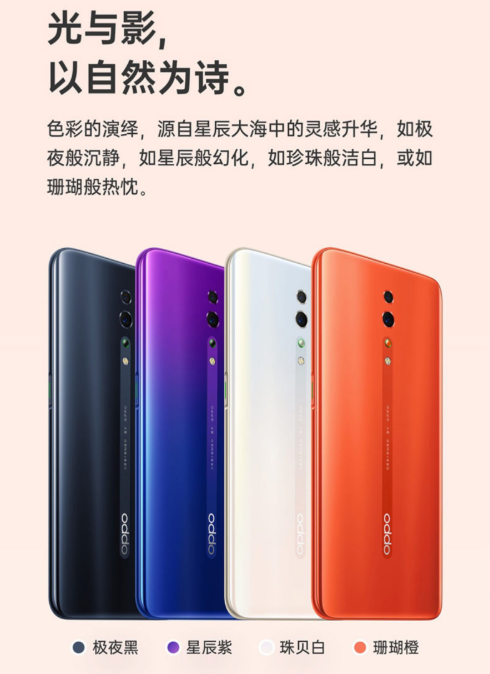 光与影，
以自然为诗。
色彩的演绎，源自星辰大海中的灵感升华，如极
夜般沉静，如星辰般幻化，如珍珠般洁白，或如
珊瑚般热忱。
oppo
oppo
oppo
oppo
极夜黑
星辰紫
珠贝白
珊瑚橙